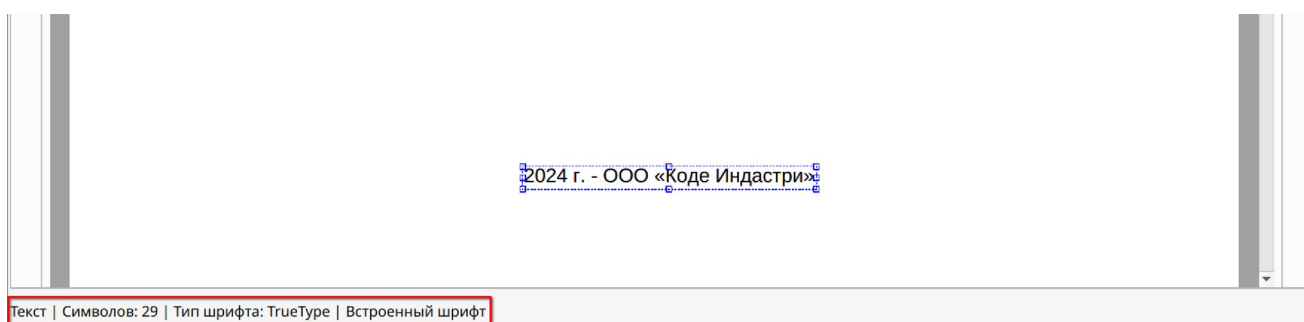 2024 г. - ООО «Коде Индастри»
Текст | Символов: 29 | Тип шрифта: TrueType | Встроенный шрифт